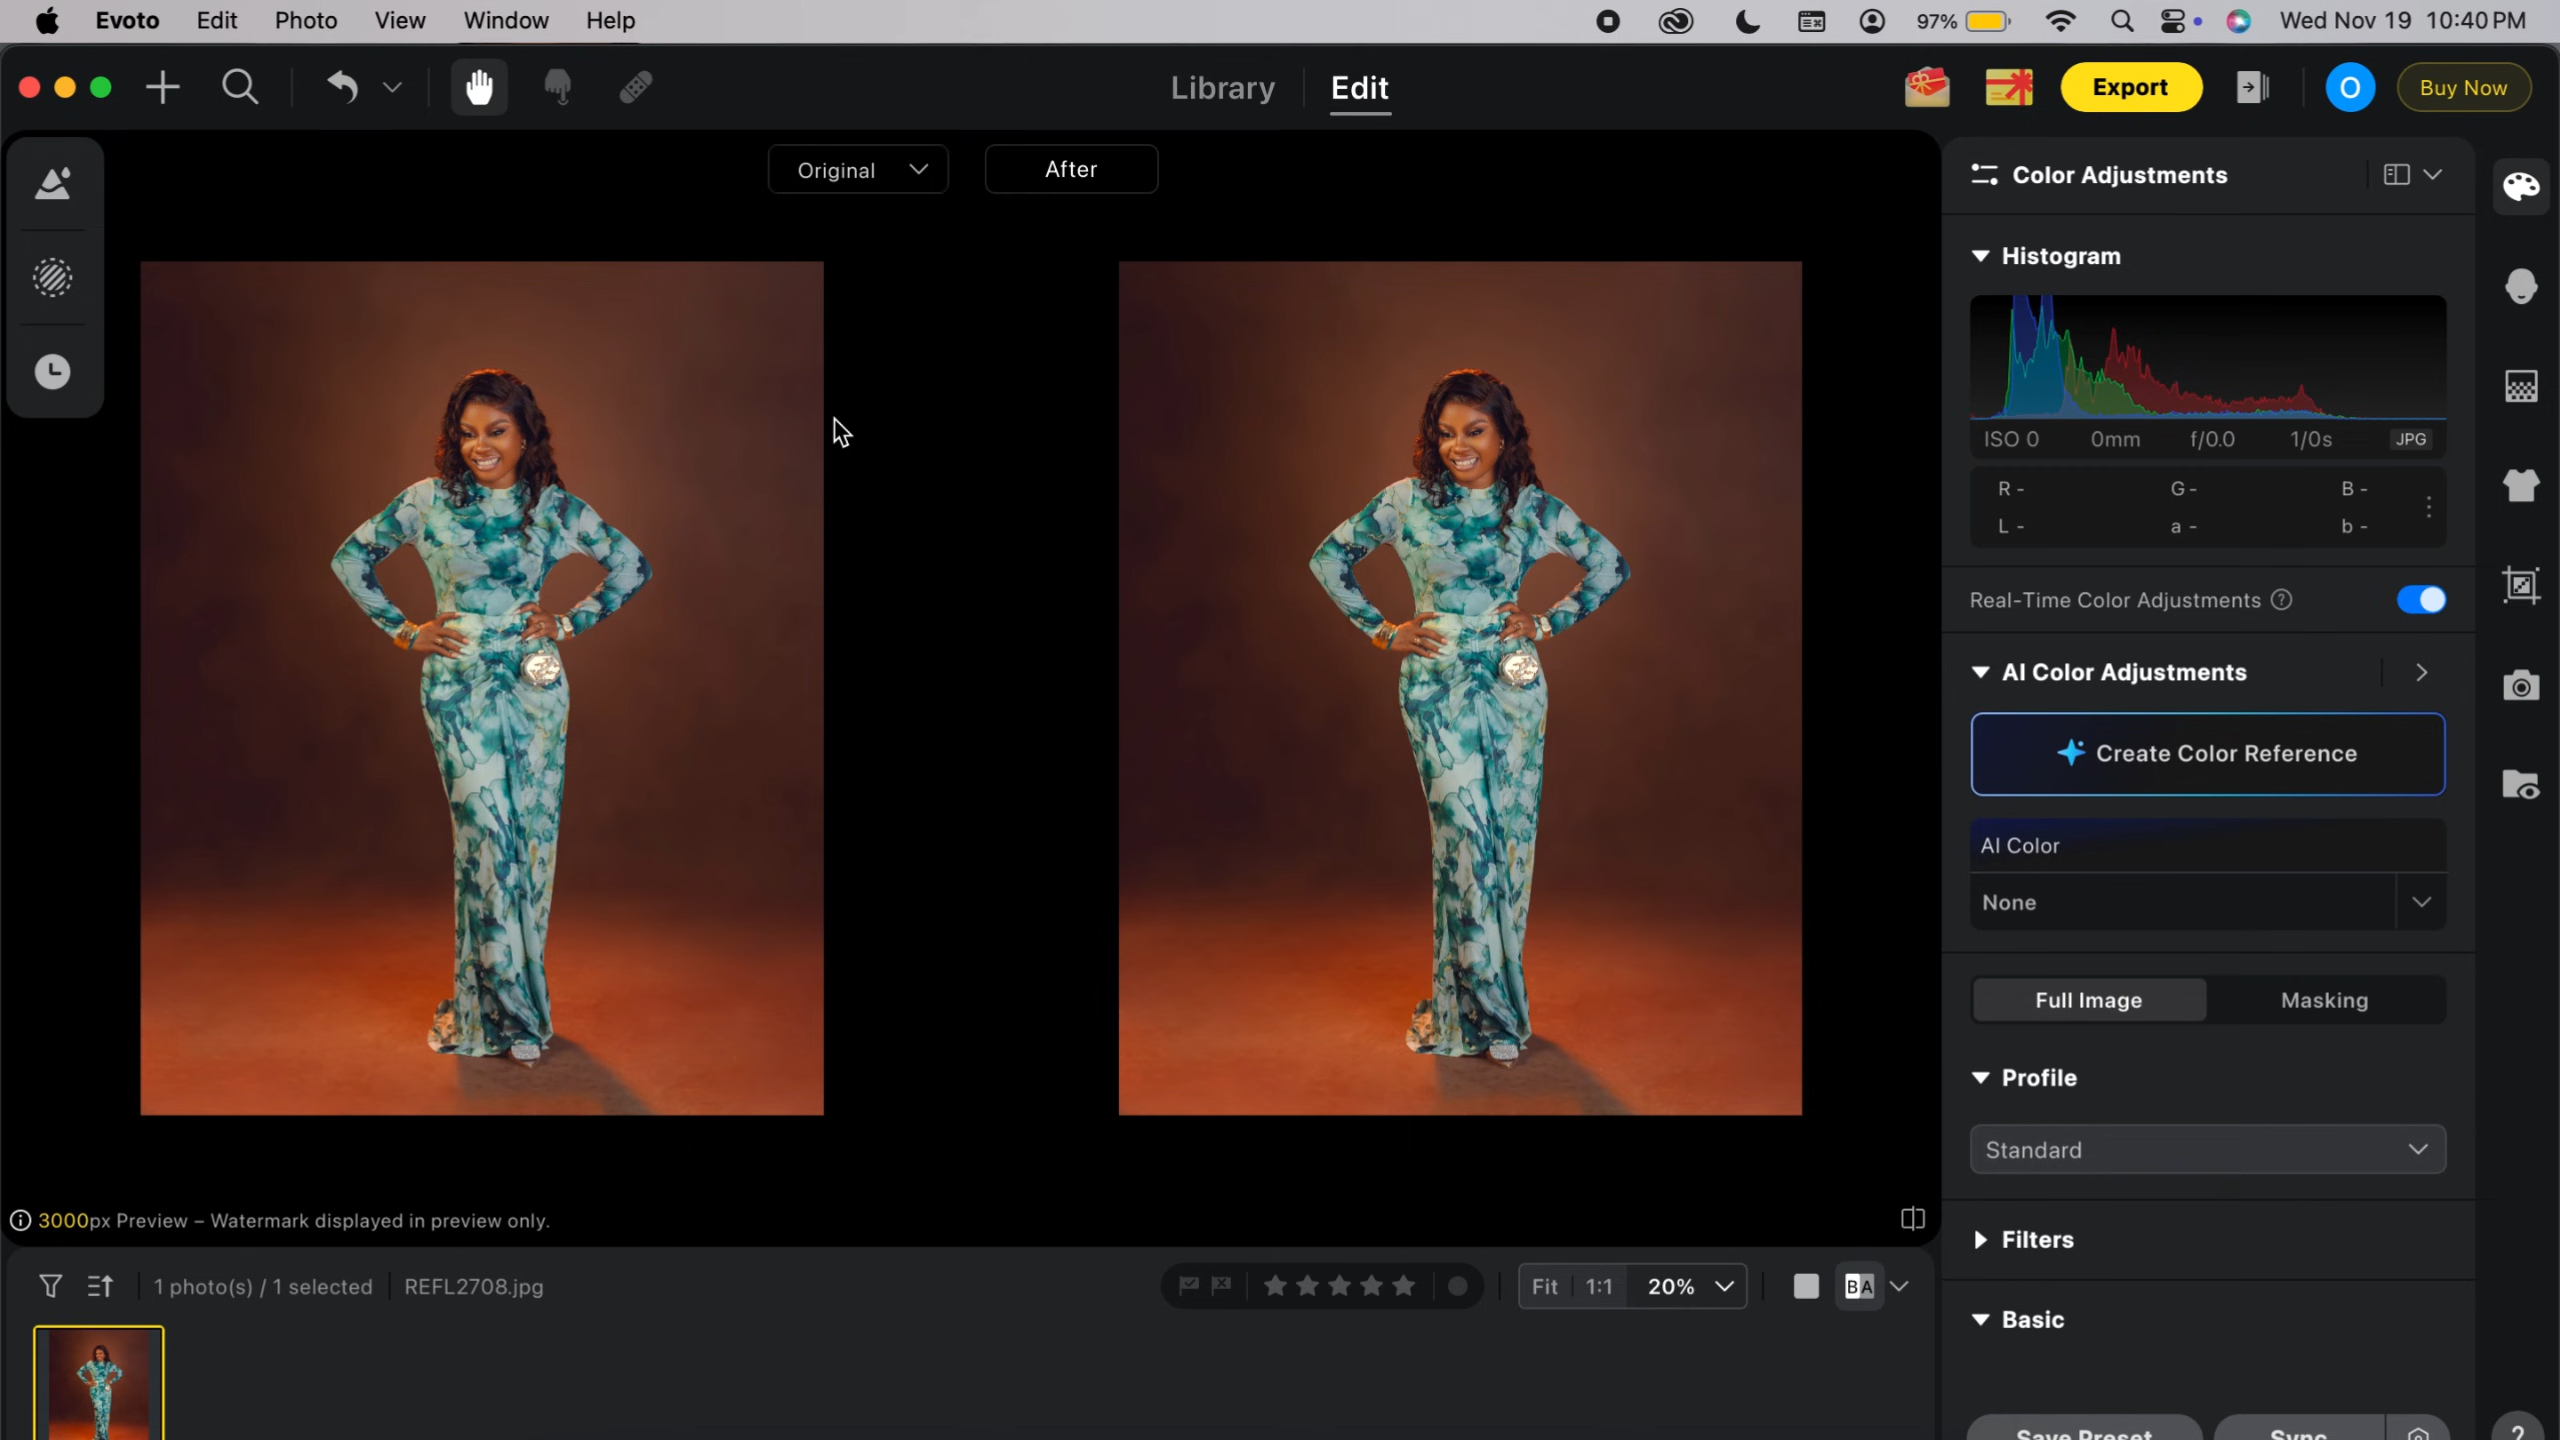 Evoto Edit Photo View Window Help 97% Wed Nov 19 10:40 PM
Library Edit Export O Buy Now
Original After
Color Adjustments
Histogram
ISO 0 0mm f/0.0 1/0s JPG
R - G - B -
L - a - b -
Real-Time Color Adjustments ?
AI Color Adjustments
Create Color Reference
AI Color
None
Full Image Masking
Profile
Standard
Filters
Basic
Save Preset Sync ?
3000px Preview – Watermark displayed in preview only.
1 photo(s) / 1 selected REFL2708.jpg Fit 1:1 20% BA